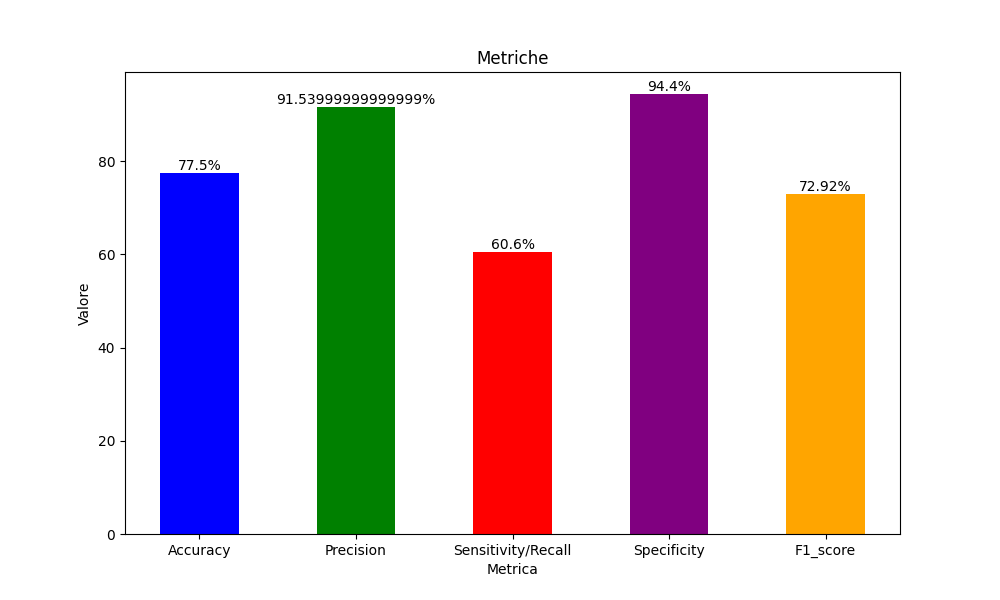 Metriche
94.4%
91.53999999999999%
77.5%
72.92%
60.6%
80
60
40
20
0
Valore
Accuracy Precision Sensitivity/Recall Specificity F1_score
Metrica